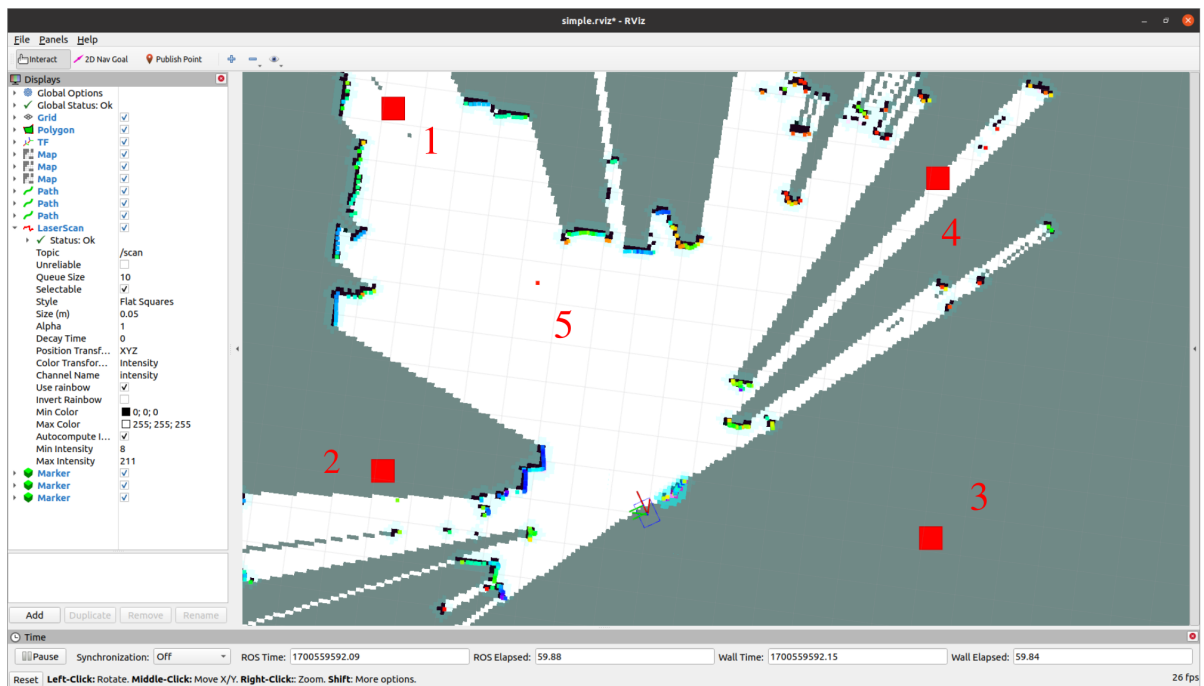 simple.rviz* - RViz
File Panels Help
Interact 2D Nav Goal Publish Point
Displays
Global Options
Global Status: Ok
Grid
Polygon
TF
Map
Map
Map
Path
Path
Path
LaserScan
Status: Ok
Topic /scan
Unreliable
Queue Size 10
Selectable
Style Flat Squares
Size (m) 0.05
Alpha 1
Decay Time 0
Position Transf... XYZ
Color Transfor... Intensity
Channel Name intensity
Use rainbow
Invert Rainbow
Min Color 0; 0; 0
Max Color 255; 255; 255
Autocompute I...
Min Intensity 8
Max Intensity 211
Marker
Marker
Marker
Add Duplicate Remove Rename
1
4
5
2
3
Time
Pause Synchronization: Off ROS Time: 1700559592.09 ROS Elapsed: 59.88 Wall Time: 1700559592.15 Wall Elapsed: 59.84
Reset Left-Click: Rotate. Middle-Click: Move X/Y. Right-Click:: Zoom. Shift: More options. 26 fps